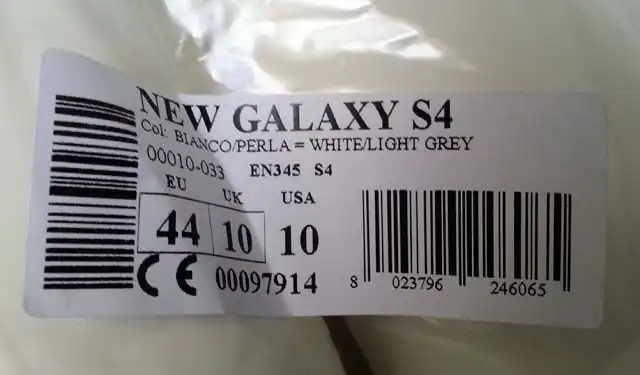 NEW GALAXY S4
Col: BIANCO/PERLA = WHITE/LIGHT GREY
00010-033 EN345 S4
EU UK USA
44 10 10
CE 00097914
8 023796 246065